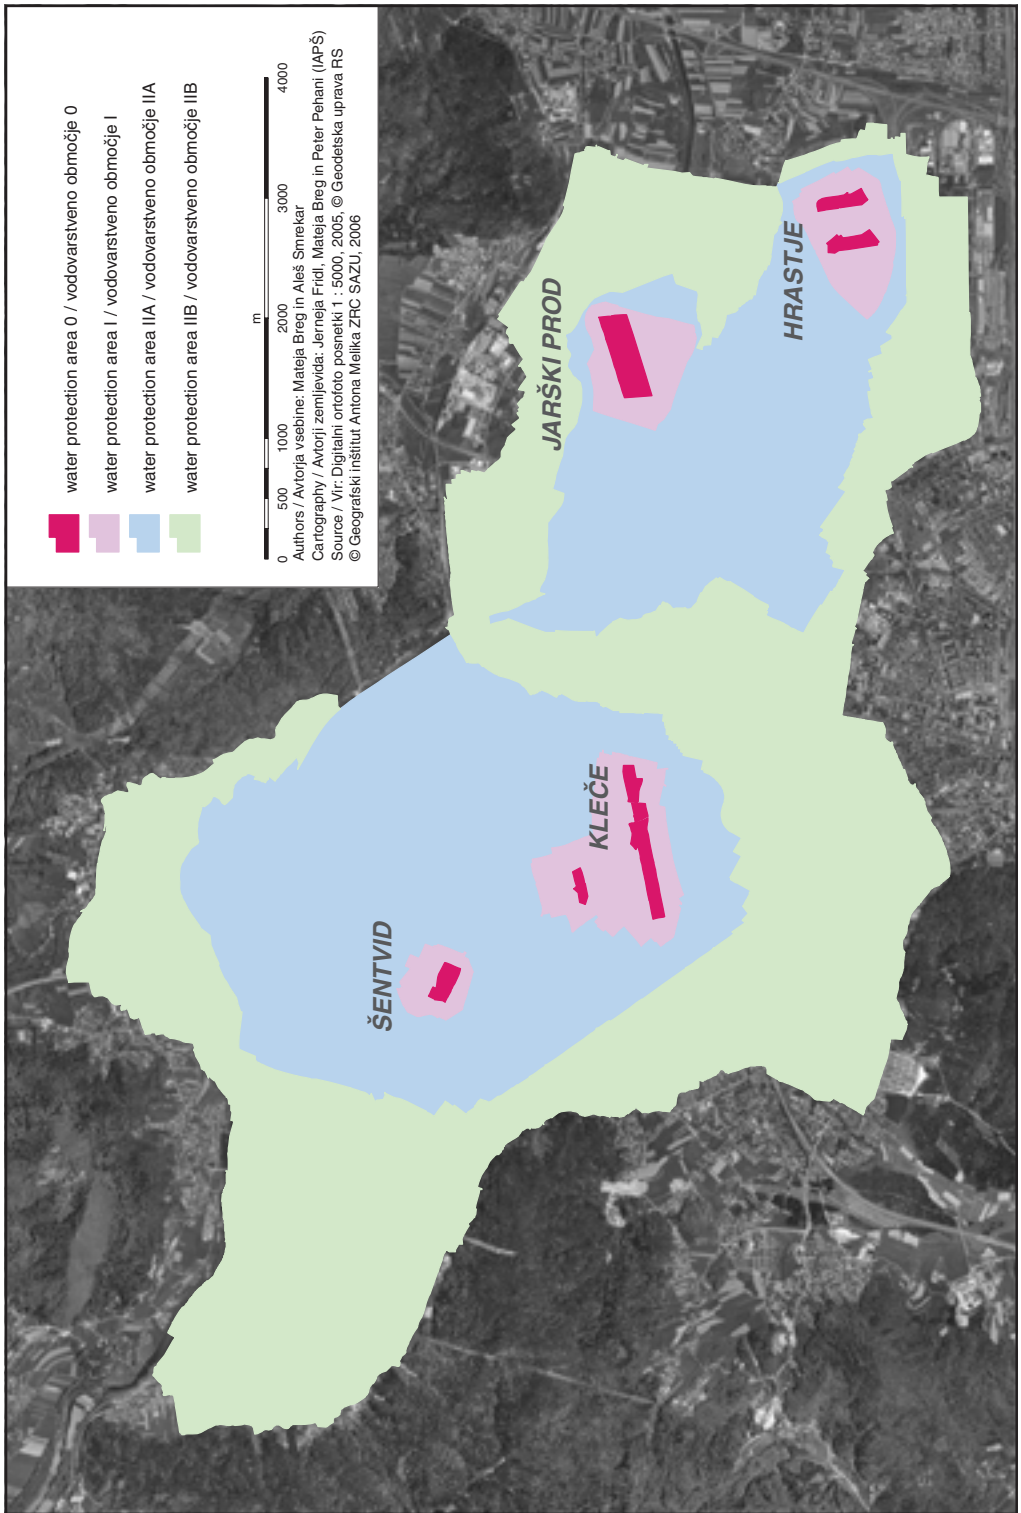 water protection area 0 / vodovarstveno območje 0
water protection area I / vodovarstveno območje I
water protection area IIA / vodovarstveno območje IIA
water protection area IIB / vodovarstveno območje IIB
0 500 1000 2000 3000 4000
m
Authors / Avtorja vsebine: Mateja Breg in Aleš Smrekar
Cartography / Avtorji zemljevida: Jerneja Fridl, Mateja Breg in Peter Pehani (IAPŠ)
Source / Vir: Digitalni ortofoto posnetki 1 : 5000, 2005, © Geodetska uprava RS
© Geografski inštitut Antona Melika ZRC SAZU, 2006
ŠENTVID
KLEČE
JARŠKI PROD
HRASTJE